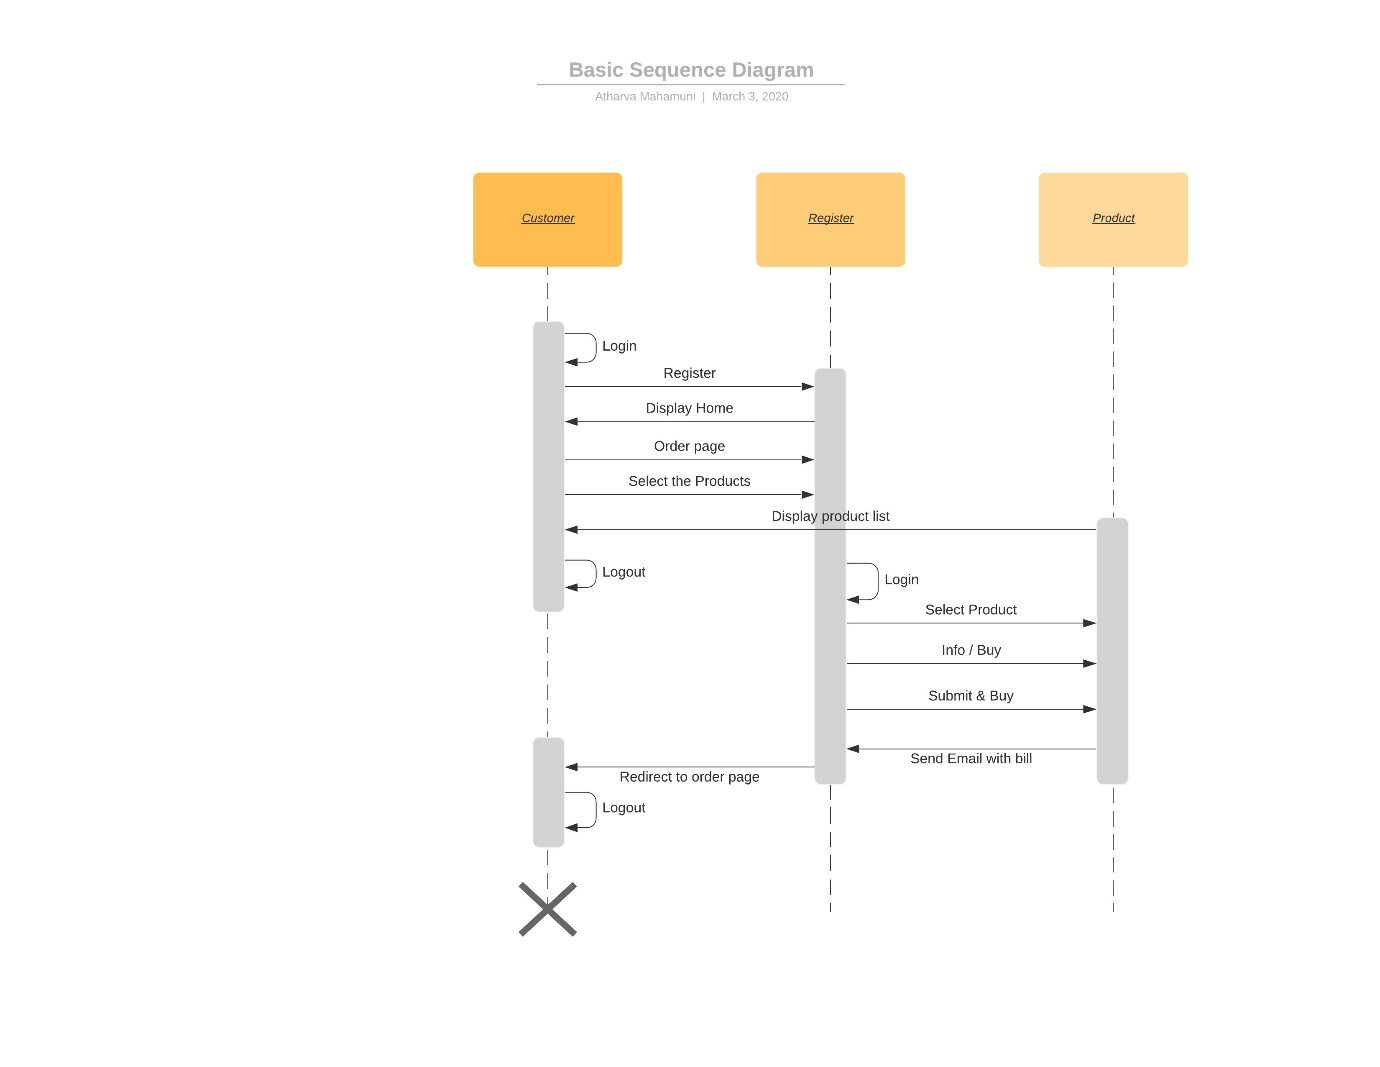 Basic Sequence Diagram
Atharva Mahamuni | March 3, 2020
Customer
Register
Product
Login
Register
Display Home
Order page
Select the Products
Display product list
Logout
Login
Select Product
Info / Buy
Submit & Buy
Send Email with bill
Redirect to order page
Logout